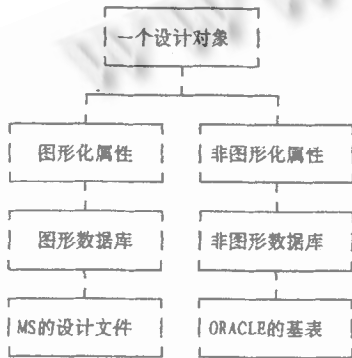 一个设计对象
图形化属性
非图形化属性
图形数据库
非图形数据库
MS的设计文件
ORACLE的基表